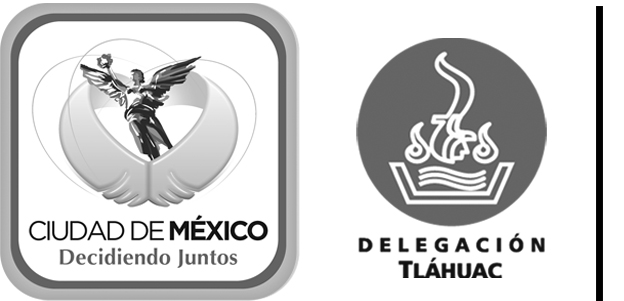 CIUDAD DE MÉXICO
Decidiendo Juntos
DELEGACIÓN
TLÁHUAC